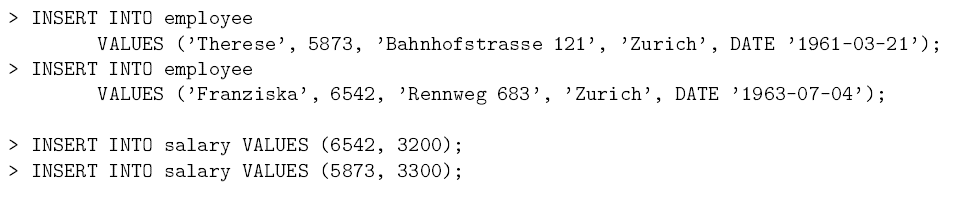 > INSERT INTO employee
VALUES (’Therese’, 5873, ’Bahnhofstrasse 121’, ’Zurich’, DATE ’1961-03-21’);
> INSERT INTO employee
VALUES (’Franziska’, 6542, ’Rennweg 683’, ’Zurich’, DATE ’1963-07-04’);
> INSERT INTO salary VALUES (6542, 3200);
> INSERT INTO salary VALUES (5873, 3300);